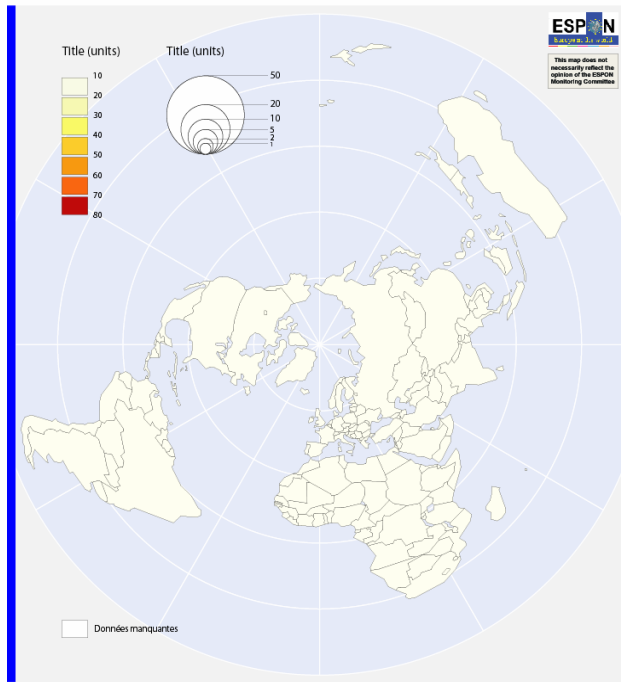 Title (units)
10
20
30
40
50
60
70
80
Title (units)
50
20
10
5
2
1
ESPON
This map does not
necessarily reflect the
opinion of the ESPON
Monitoring Committee
Données manquantes